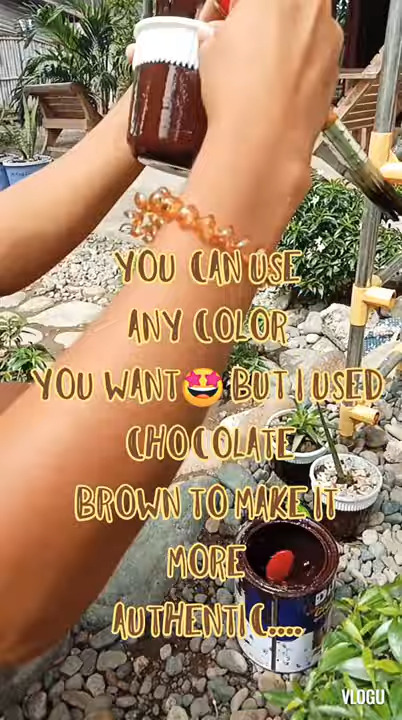 YOU CAN USE
ANY COLOR
YOU WANT🤩 BUT I USED
CHOCOLATE
BROWN TO MAKE IT
MORE
AUTHENTIC....
VLOGU